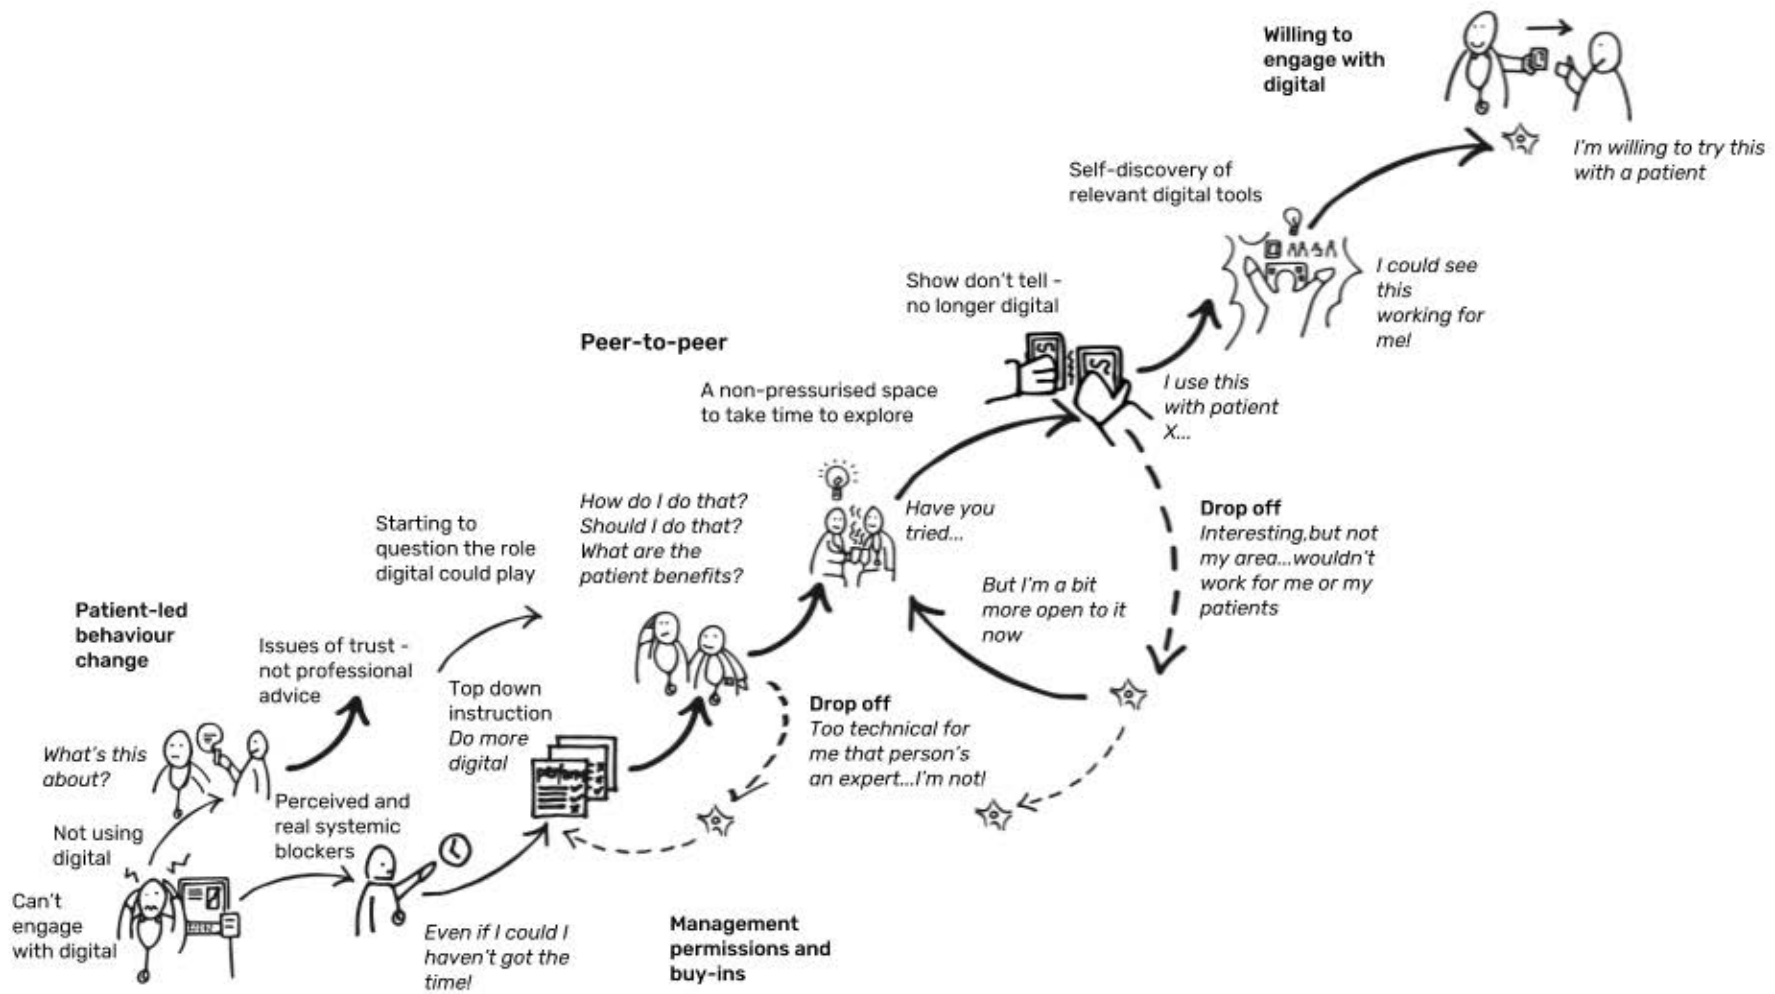 Willing to
engage with
digital
I'm willing to try this
with a patient
Self-discovery of
relevant digital tools
I could see
this
working for
me!
Show don't tell -
no longer digital
I use this
with patient
X...
Peer-to-peer
A non-pressurised space
to take time to explore
Have you
tried...
Drop off
Interesting,but not
my area...wouldn't
work for me or my
patients
But I'm a bit
more open to it
now
How do I do that?
Should I do that?
What are the
patient benefits?
Starting to
question the role
digital could play
Drop off
Too technical for
me that person's
an expert...I'm not!
Patient-led
behaviour
change
Issues of trust -
not professional
advice
Top down
instruction
Do more
digital
What's this
about?
Perceived and
real systemic
blockers
Not using
digital
Can't
engage
with digital
Even if I could I
haven't got the
time!
Management
permissions and
buy-ins